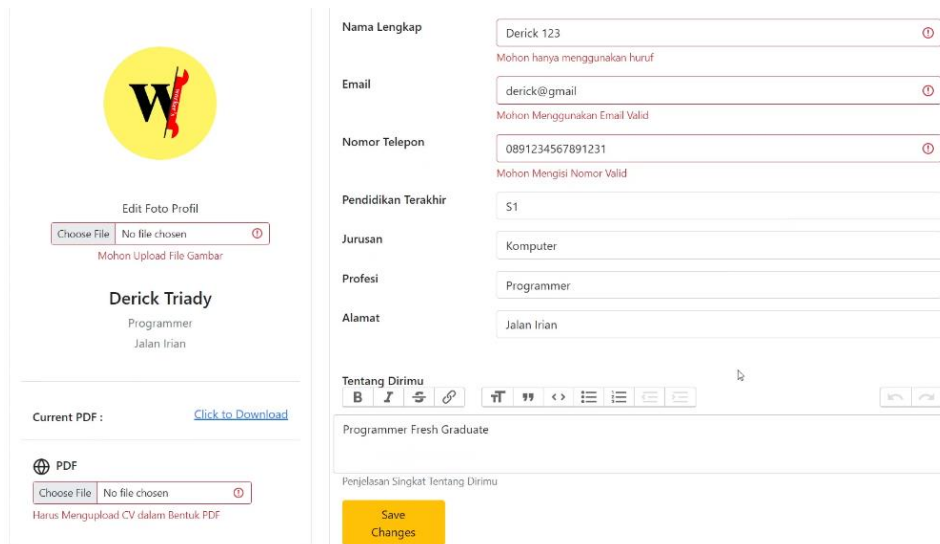 W
Edit Foto Profil
Choose File No file chosen
Mohon Upload File Gambar
Derick Triady
Programmer
Jalan Irian
Current PDF : Click to Download
PDF
Choose File No file chosen
Harus Mengupload CV dalam Bentuk PDF
Nama Lengkap Derick 123
Mohon hanya menggunakan huruf
Email derick@gmail
Mohon Menggunakan Email Valid
Nomor Telepon 0891234567891231
Mohon Mengisi Nomor Valid
Pendidikan Terakhir S1
Jurusan Komputer
Profesi Programmer
Alamat Jalan Irian
Tentang Dirimu
Programmer Fresh Graduate
Penjelasan Singkat Tentang Dirimu
Save
Changes